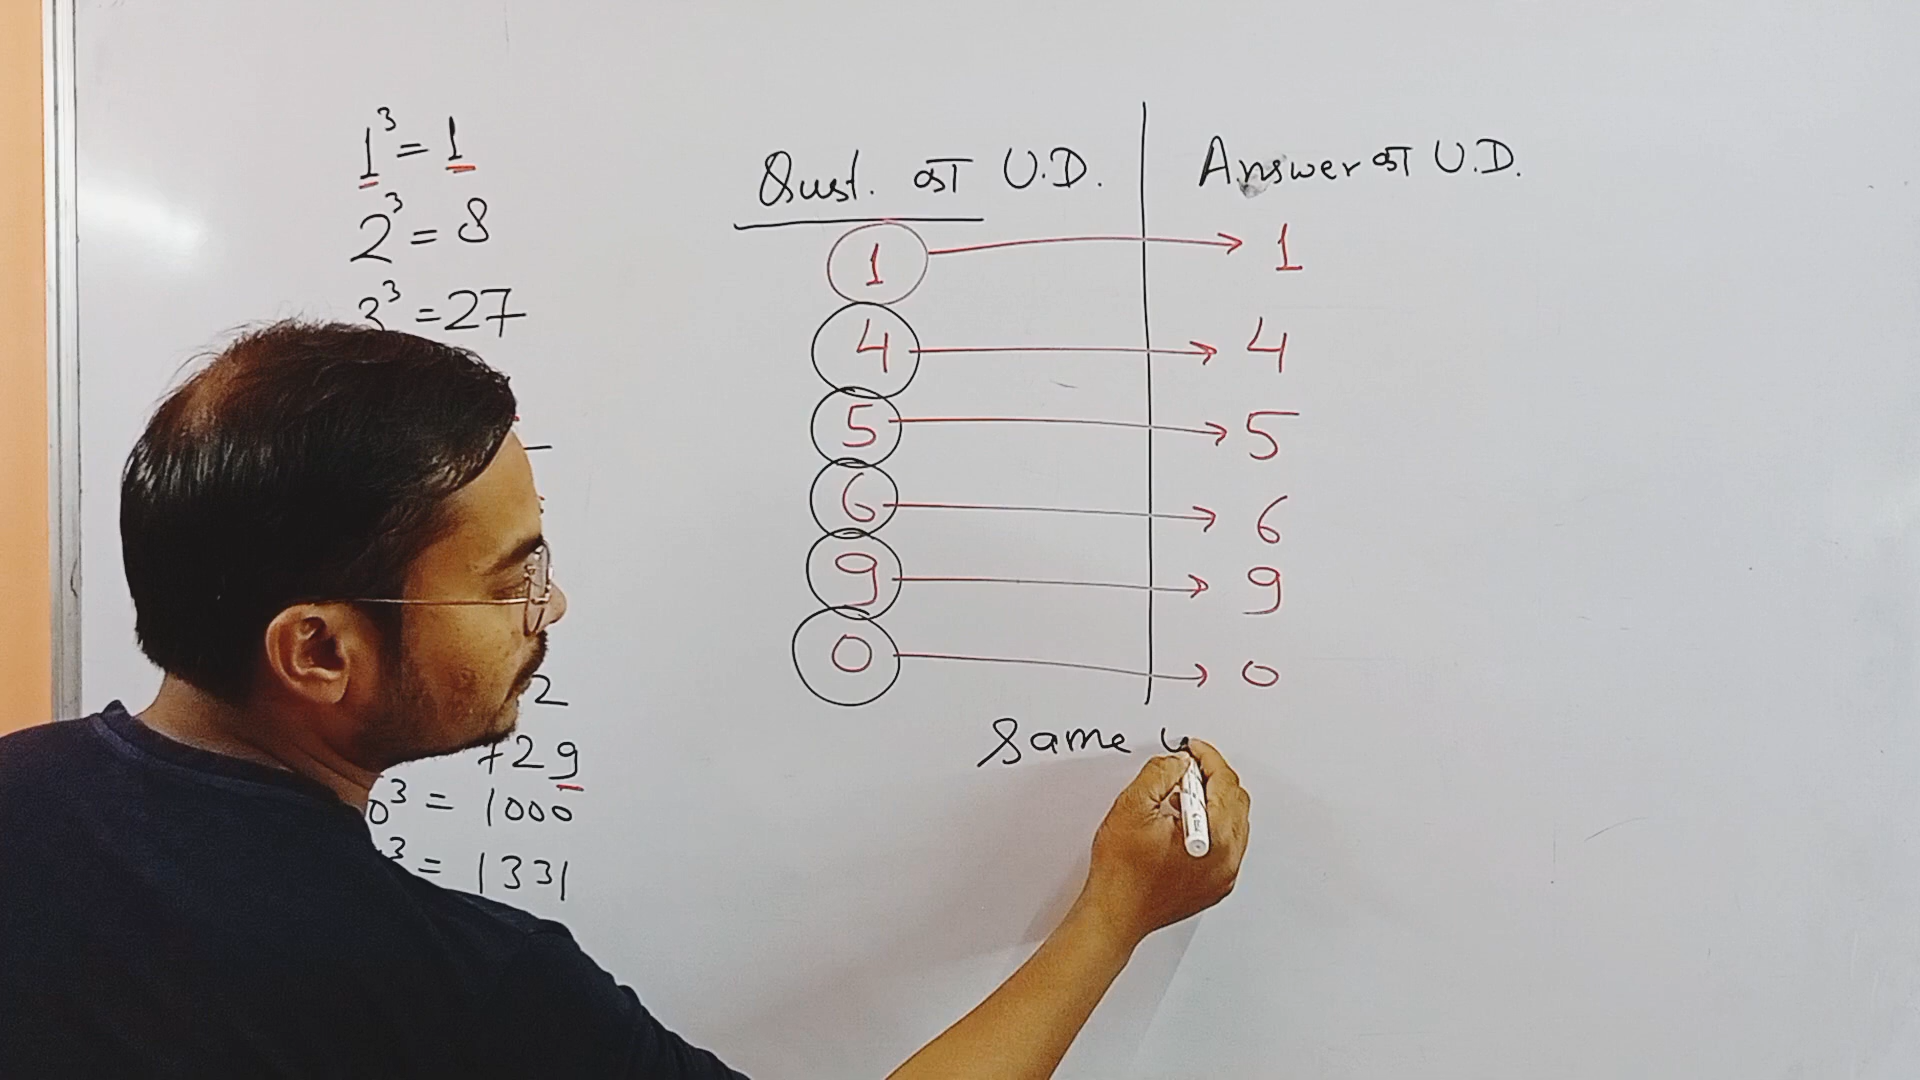 1³ = 1
2³ = 8
3³ = 27
2
729
0³ = 1000
³ = 1331
Qust. का U.D. | Answer का U.D.
1 → 1
4 → 4
5 → 5
6 → 6
9 → 9
0 → 0
Same